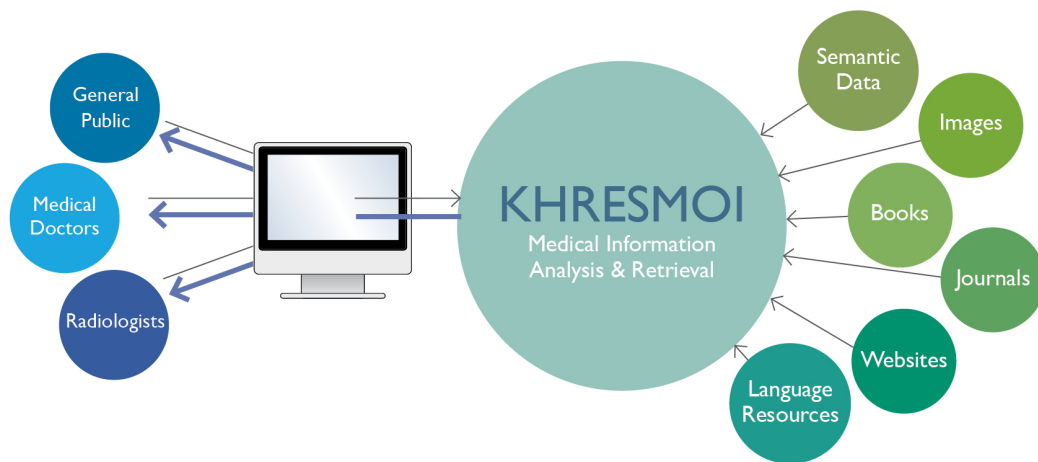 General
Public
Medical
Doctors
Radiologists
KHRESMOI
Medical Information
Analysis & Retrieval
Semantic
Data
Images
Books
Journals
Websites
Language
Resources